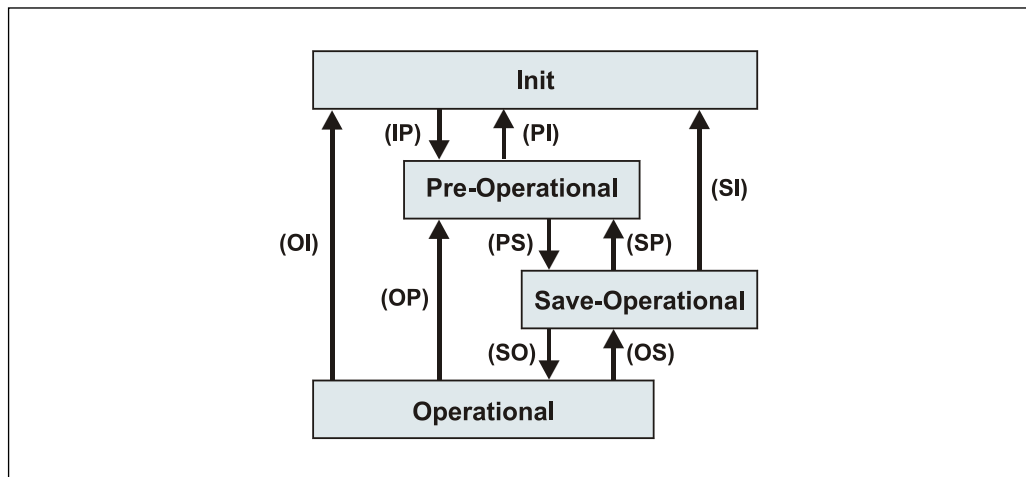 Init
(IP)
(PI)
Pre-Operational
(SI)
(OI)
(PS)
(SP)
(OP)
Save-Operational
(SO)
(OS)
Operational